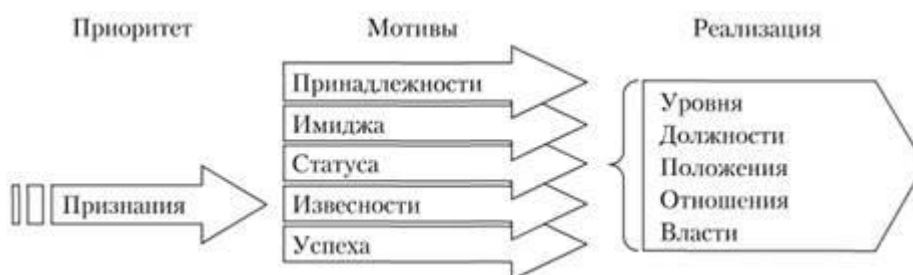 Приоритет
Мотивы
Реализация
Признания
Принадлежности
Имиджа
Статуса
Извесности
Успеха
Уровня
Должности
Положения
Отношения
Власти